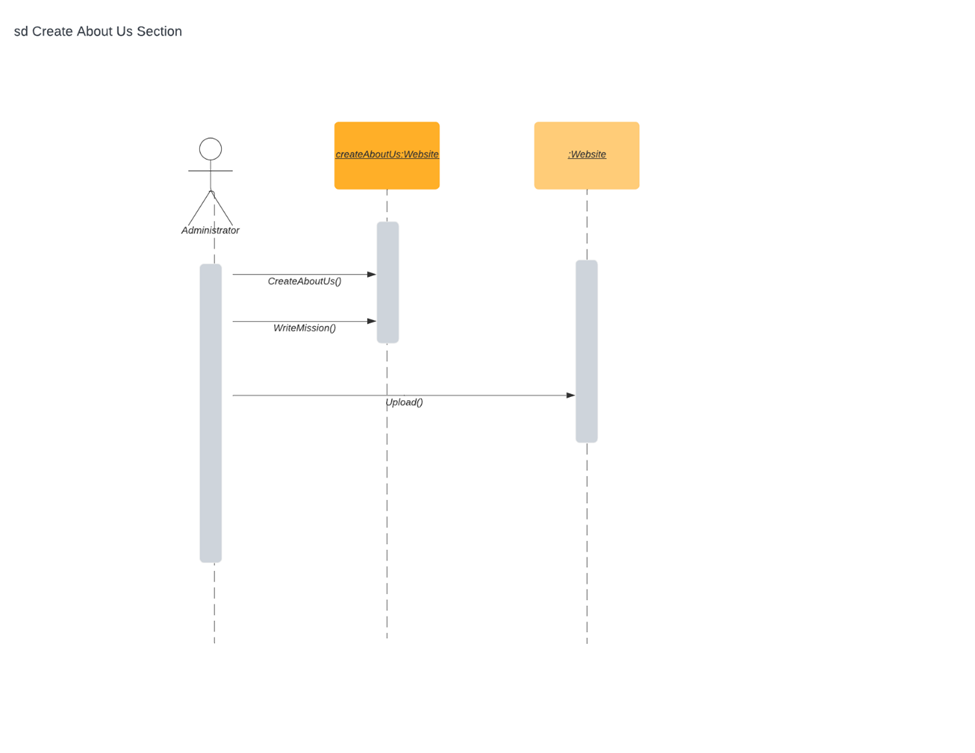 sd Create About Us Section
createAboutUs:Website
:Website
Administrator
CreateAboutUs()
WriteMission()
Upload()